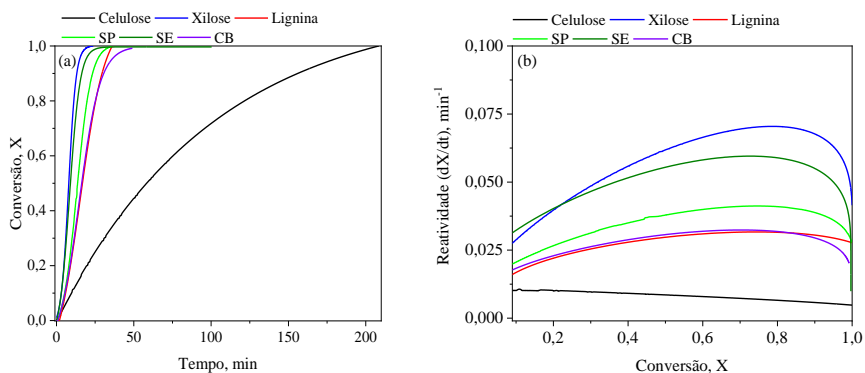 Celulose Xilose Lignina
SP SE CB
(a)
Conversão, X
1,0
0,8
0,6
0,4
0,2
0,0
0 25 50 75 100 150 200
Tempo, min
Celulose Xilose Lignina
SP SE CB
(b)
Reatividade (dX/dt), min⁻¹
0,100
0,075
0,050
0,025
0,000
0,2 0,4 0,6 0,8 1,0
Conversão, X